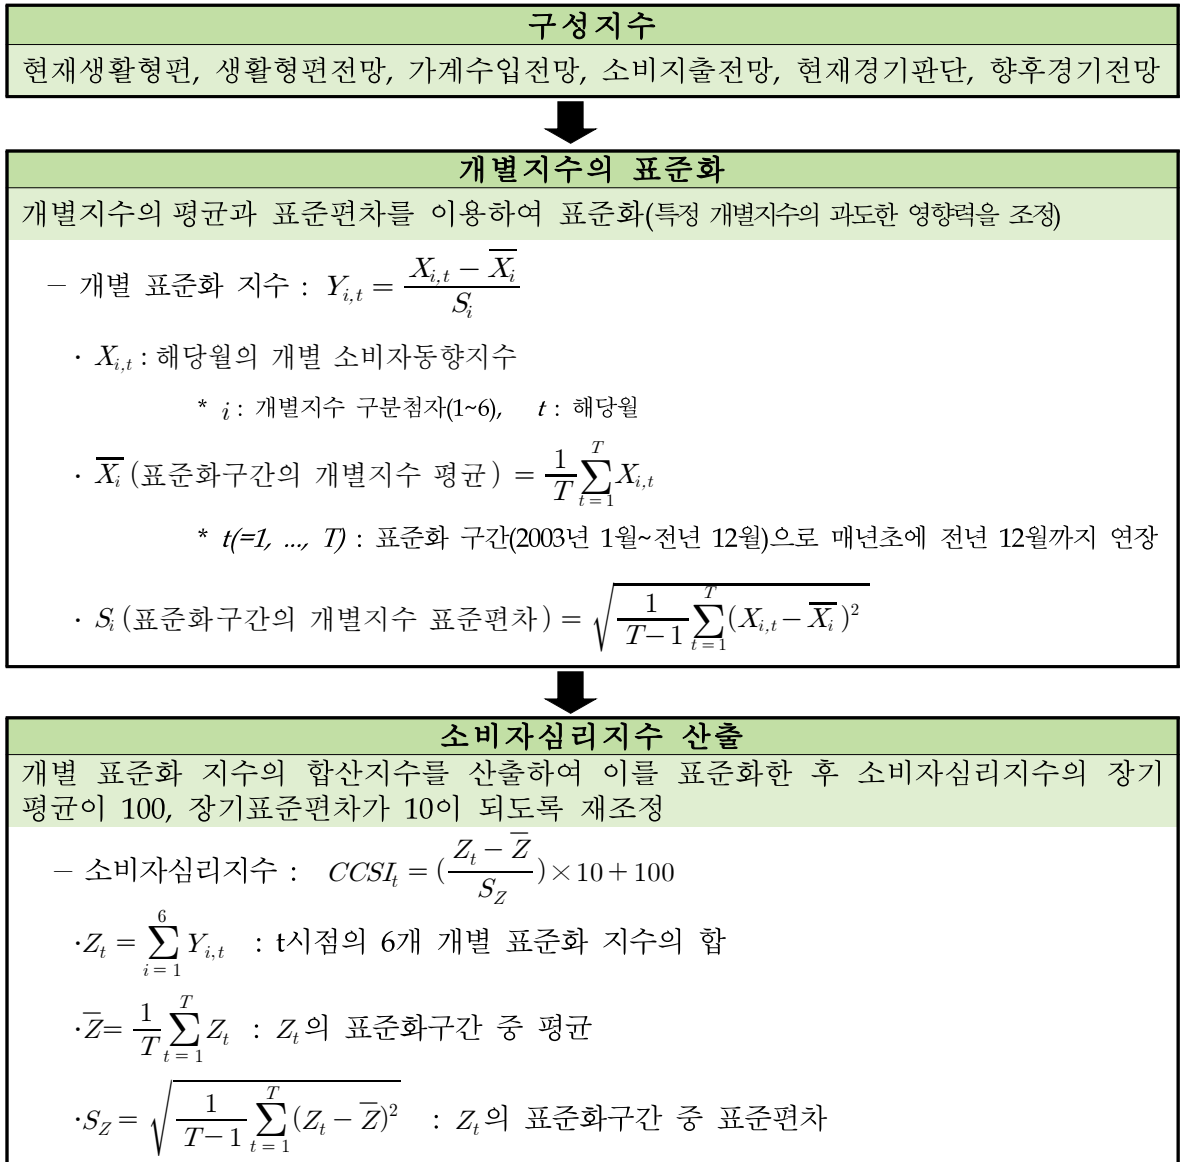 구성지수
현재생활형편, 생활형편전망, 가계수입전망, 소비지출전망, 현재경기판단, 향후경기전망
개별지수의 표준화
개별지수의 평균과 표준편차를 이용하여 표준화(특정 개별지수의 과도한 영향력을 조정)
− 개별 표준화 지수 : $Y_{i,t} = \frac{X_{i,t} - \overline{X_i}}{S_i}$
· $X_{i,t}$ : 해당월의 개별 소비자동향지수
* $i$ : 개별지수 구분첨자(1~6), $t$ : 해당월
· $\overline{X_i}$ (표준화구간의 개별지수 평균) $= \frac{1}{T}\sum_{t=1}^{T} X_{i,t}$
* t(=1, ..., T) : 표준화 구간(2003년 1월~전년 12월)으로 매년초에 전년 12월까지 연장
· $S_i$ (표준화구간의 개별지수 표준편차) $= \sqrt{\frac{1}{T-1}\sum_{t=1}^{T}(X_{i,t} - \overline{X_i})^2}$
소비자심리지수 산출
개별 표준화 지수의 합산지수를 산출하여 이를 표준화한 후 소비자심리지수의 장기
평균이 100, 장기표준편차가 10이 되도록 재조정
− 소비자심리지수 : $CCSI_t = (\frac{Z_t - \overline{Z}}{S_Z}) \times 10 + 100$
·$Z_t = \sum_{i=1}^{6} Y_{i,t}$ : t시점의 6개 개별 표준화 지수의 합
·$\overline{Z} = \frac{1}{T}\sum_{t=1}^{T} Z_t$ : $Z_t$의 표준화구간 중 평균
·$S_Z = \sqrt{\frac{1}{T-1}\sum_{t=1}^{T}(Z_t - \overline{Z})^2}$ : $Z_t$의 표준화구간 중 표준편차